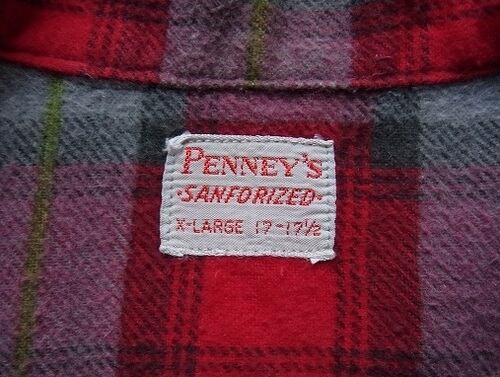 PENNEY'S
·SANFORIZED·
X-LARGE 17-17½